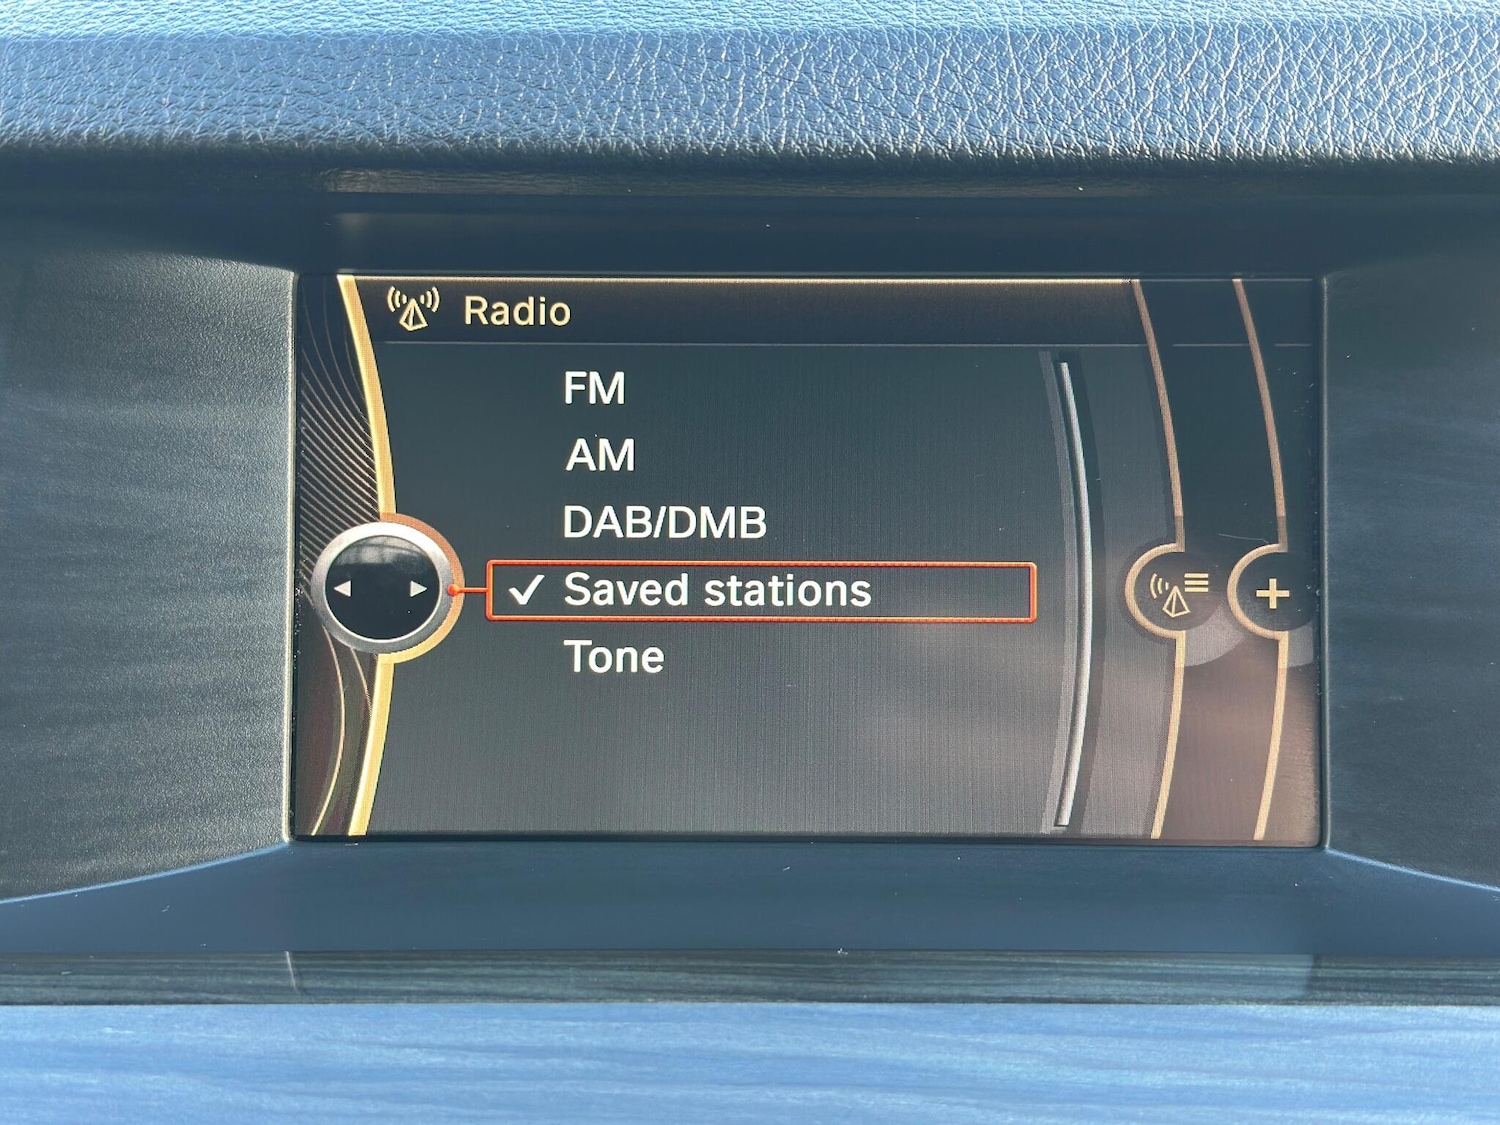 Radio
FM
AM
DAB/DMB
Saved stations
Tone